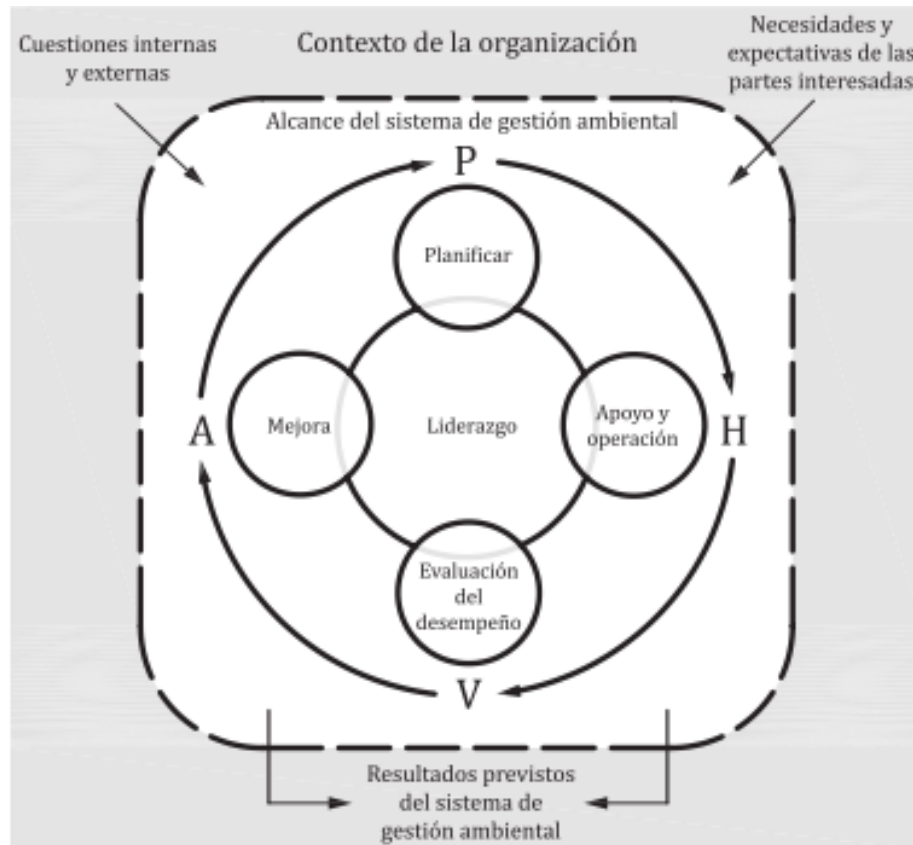 Cuestiones internas
y externas
Contexto de la organización
Necesidades y
expectativas de las
partes interesadas
Alcance del sistema de gestión ambiental
P
Planificar
A
Mejora
Liderazgo
Apoyo y
operación
H
Evaluación
del
desempeño
V
Resultados previstos
del sistema de
gestión ambiental